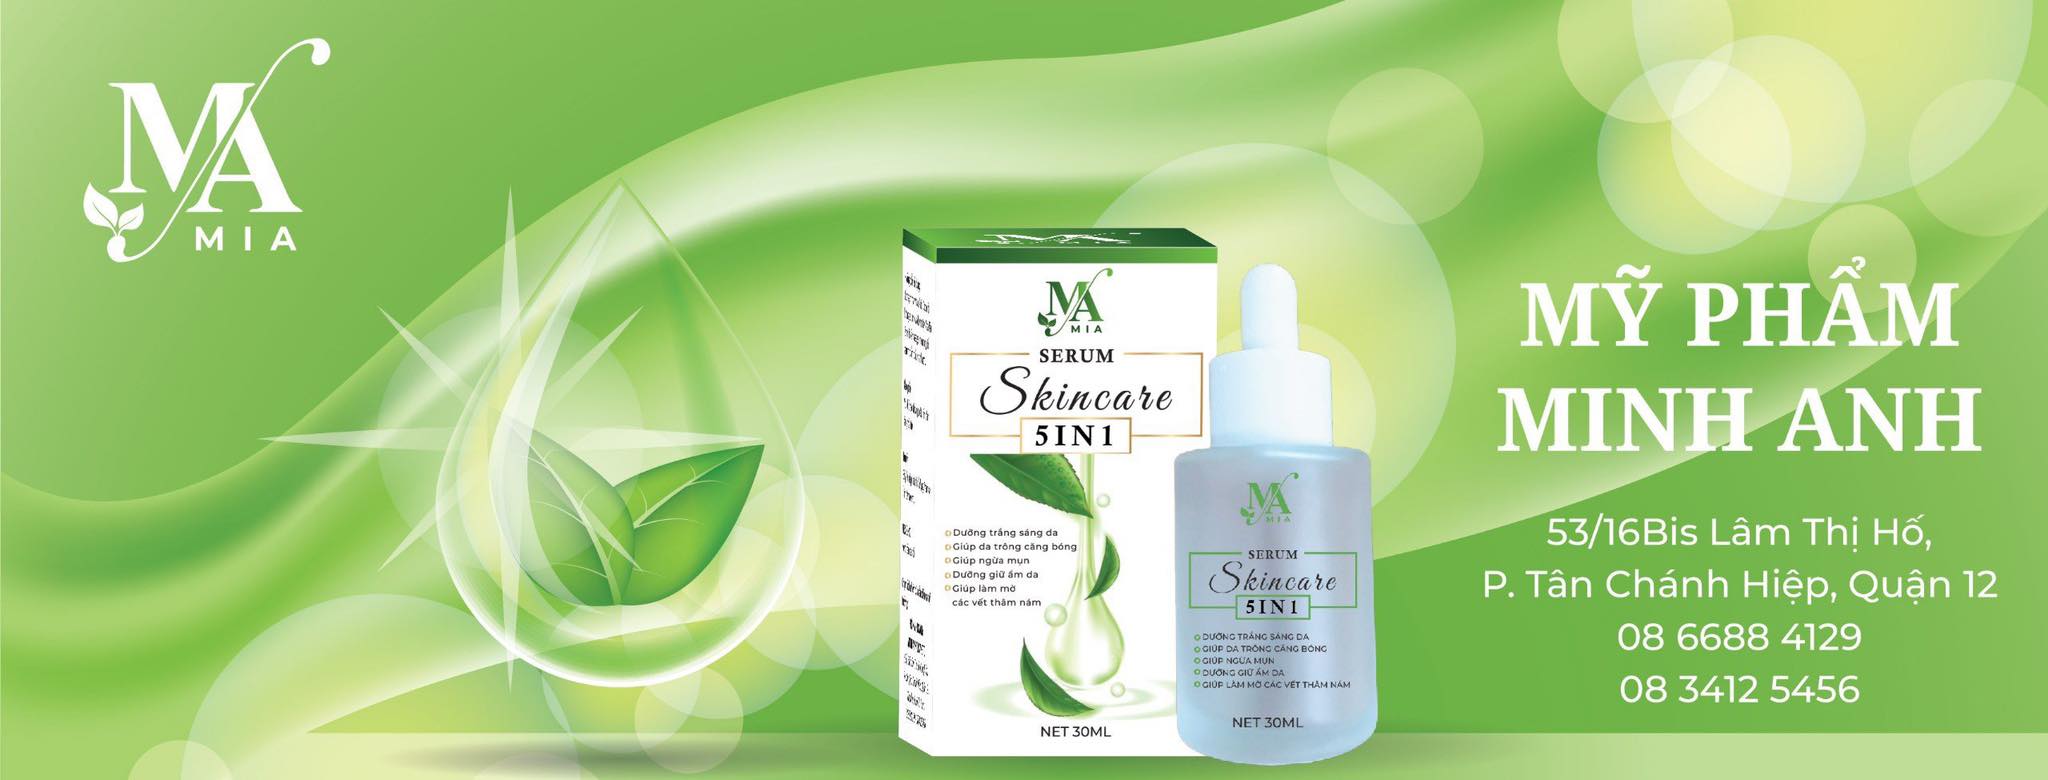 MA
MIA
MA
MIA
SERUM
Skincare
5IN1
Dưỡng trắng sáng da
Giúp da trông căng bóng
Giúp ngừa mụn
Dưỡng giữ ẩm da
Giúp làm mờ
các vết thâm nám
NET 30ML
MA
MIA
SERUM
Skincare
5IN1
DƯỠNG TRẮNG SÁNG DA
GIÚP DA TRÔNG CĂNG BÓNG
GIÚP NGỪA MỤN
DƯỠNG GIỮ ẨM DA
GIÚP LÀM MỜ CÁC VẾT THÂM NÁM
NET 30ML
MỸ PHẨM
MINH ANH
53/16Bis Lâm Thị Hố,
P. Tân Chánh Hiệp, Quận 12
08 6688 4129
08 3412 5456